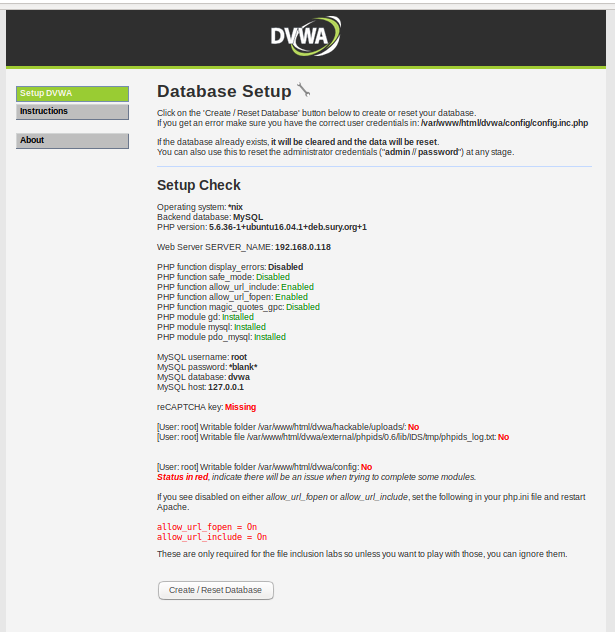 DVWA
Setup DVWA
Instructions
About
Database Setup
Click on the 'Create / Reset Database' button below to create or reset your database.
If you get an error make sure you have the correct user credentials in: /var/www/html/dvwa/config/config.inc.php
If the database already exists, it will be cleared and the data will be reset.
You can also use this to reset the administrator credentials ("admin // password") at any stage.
Setup Check
Operating system: *nix
Backend database: MySQL
PHP version: 5.6.36-1+ubuntu16.04.1+deb.sury.org+1
Web Server SERVER_NAME: 192.168.0.118
PHP function display_errors: Disabled
PHP function safe_mode: Disabled
PHP function allow_url_include: Enabled
PHP function allow_url_fopen: Enabled
PHP function magic_quotes_gpc: Disabled
PHP module gd: Installed
PHP module mysql: Installed
PHP module pdo_mysql: Installed
MySQL username: root
MySQL password: *blank*
MySQL database: dvwa
MySQL host: 127.0.0.1
reCAPTCHA key: Missing
[User: root] Writable folder /var/www/html/dvwa/hackable/uploads/: No
[User: root] Writable file /var/www/html/dvwa/external/phpids/0.6/lib/IDS/tmp/phpids_log.txt: No
[User: root] Writable folder /var/www/html/dvwa/config: No
Status in red, indicate there will be an issue when trying to complete some modules.
If you see disabled on either allow_url_fopen or allow_url_include, set the following in your php.ini file and restart
Apache.
allow_url_fopen = On
allow_url_include = On
These are only required for the file inclusion labs so unless you want to play with those, you can ignore them.
Create / Reset Database